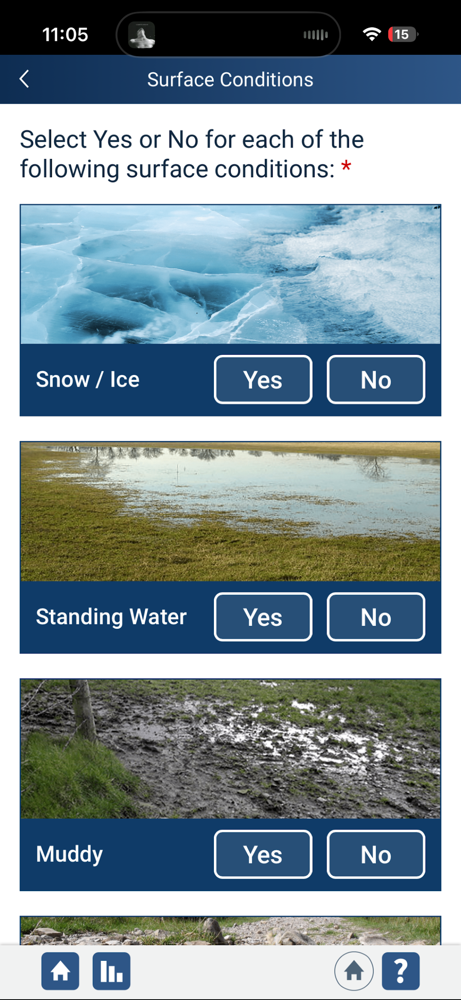 11:05
15
Surface Conditions
Select Yes or No for each of the
following surface conditions: *
Snow / Ice Yes No
Standing Water Yes No
Muddy Yes No
?